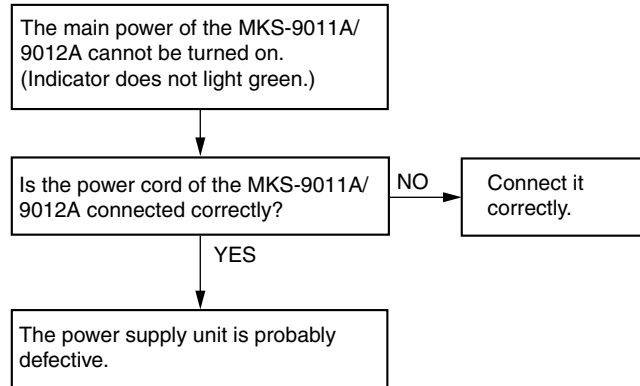 The main power of the MKS-9011A/
9012A cannot be turned on.
(Indicator does not light green.)
Is the power cord of the MKS-9011A/
9012A connected correctly?
NO
Connect it
correctly.
YES
The power supply unit is probably
defective.